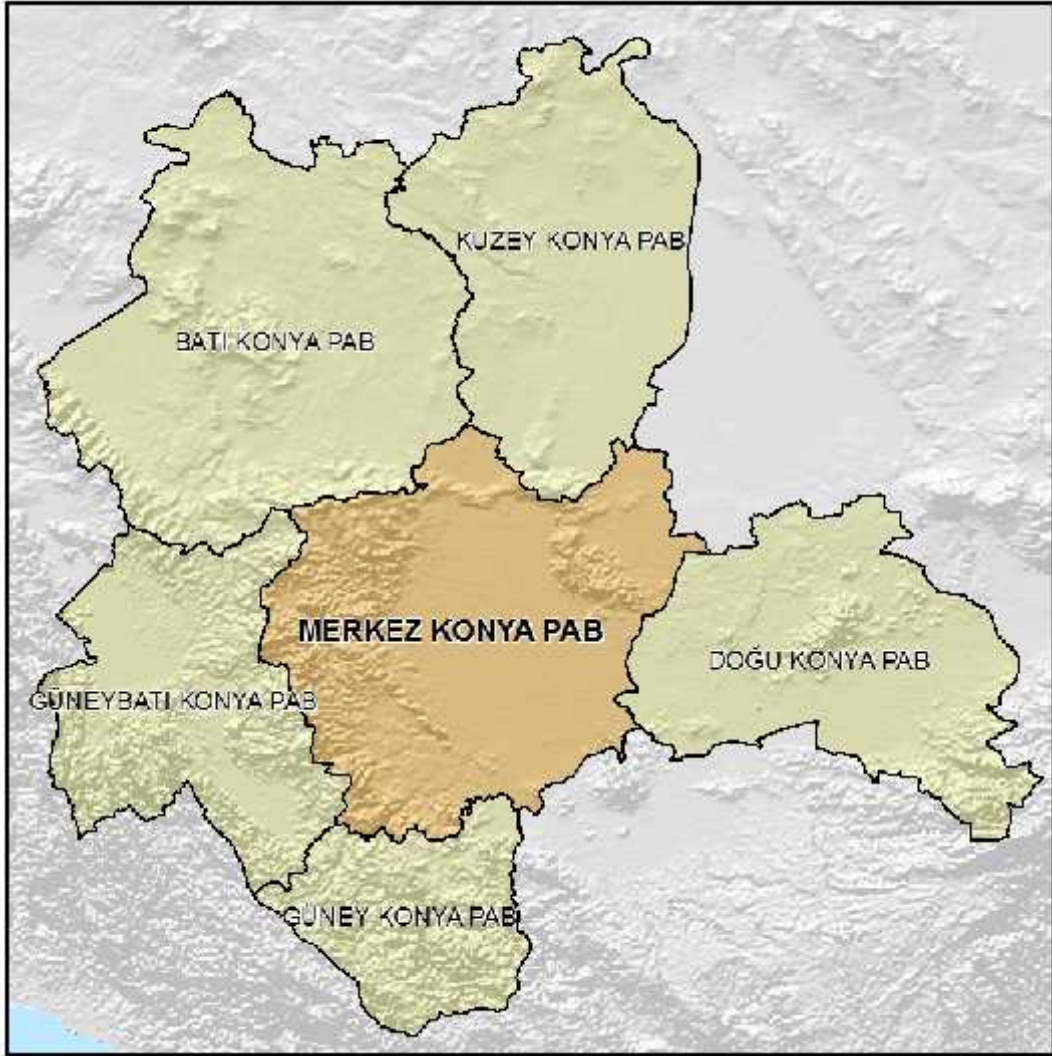 KUZEY KONYA PAB
BATI KONYA PAB
MERKEZ KONYA PAB
DOĞU KONYA PAB
GÜNEYBATI KONYA PAB
GÜNEY KONYA PAB